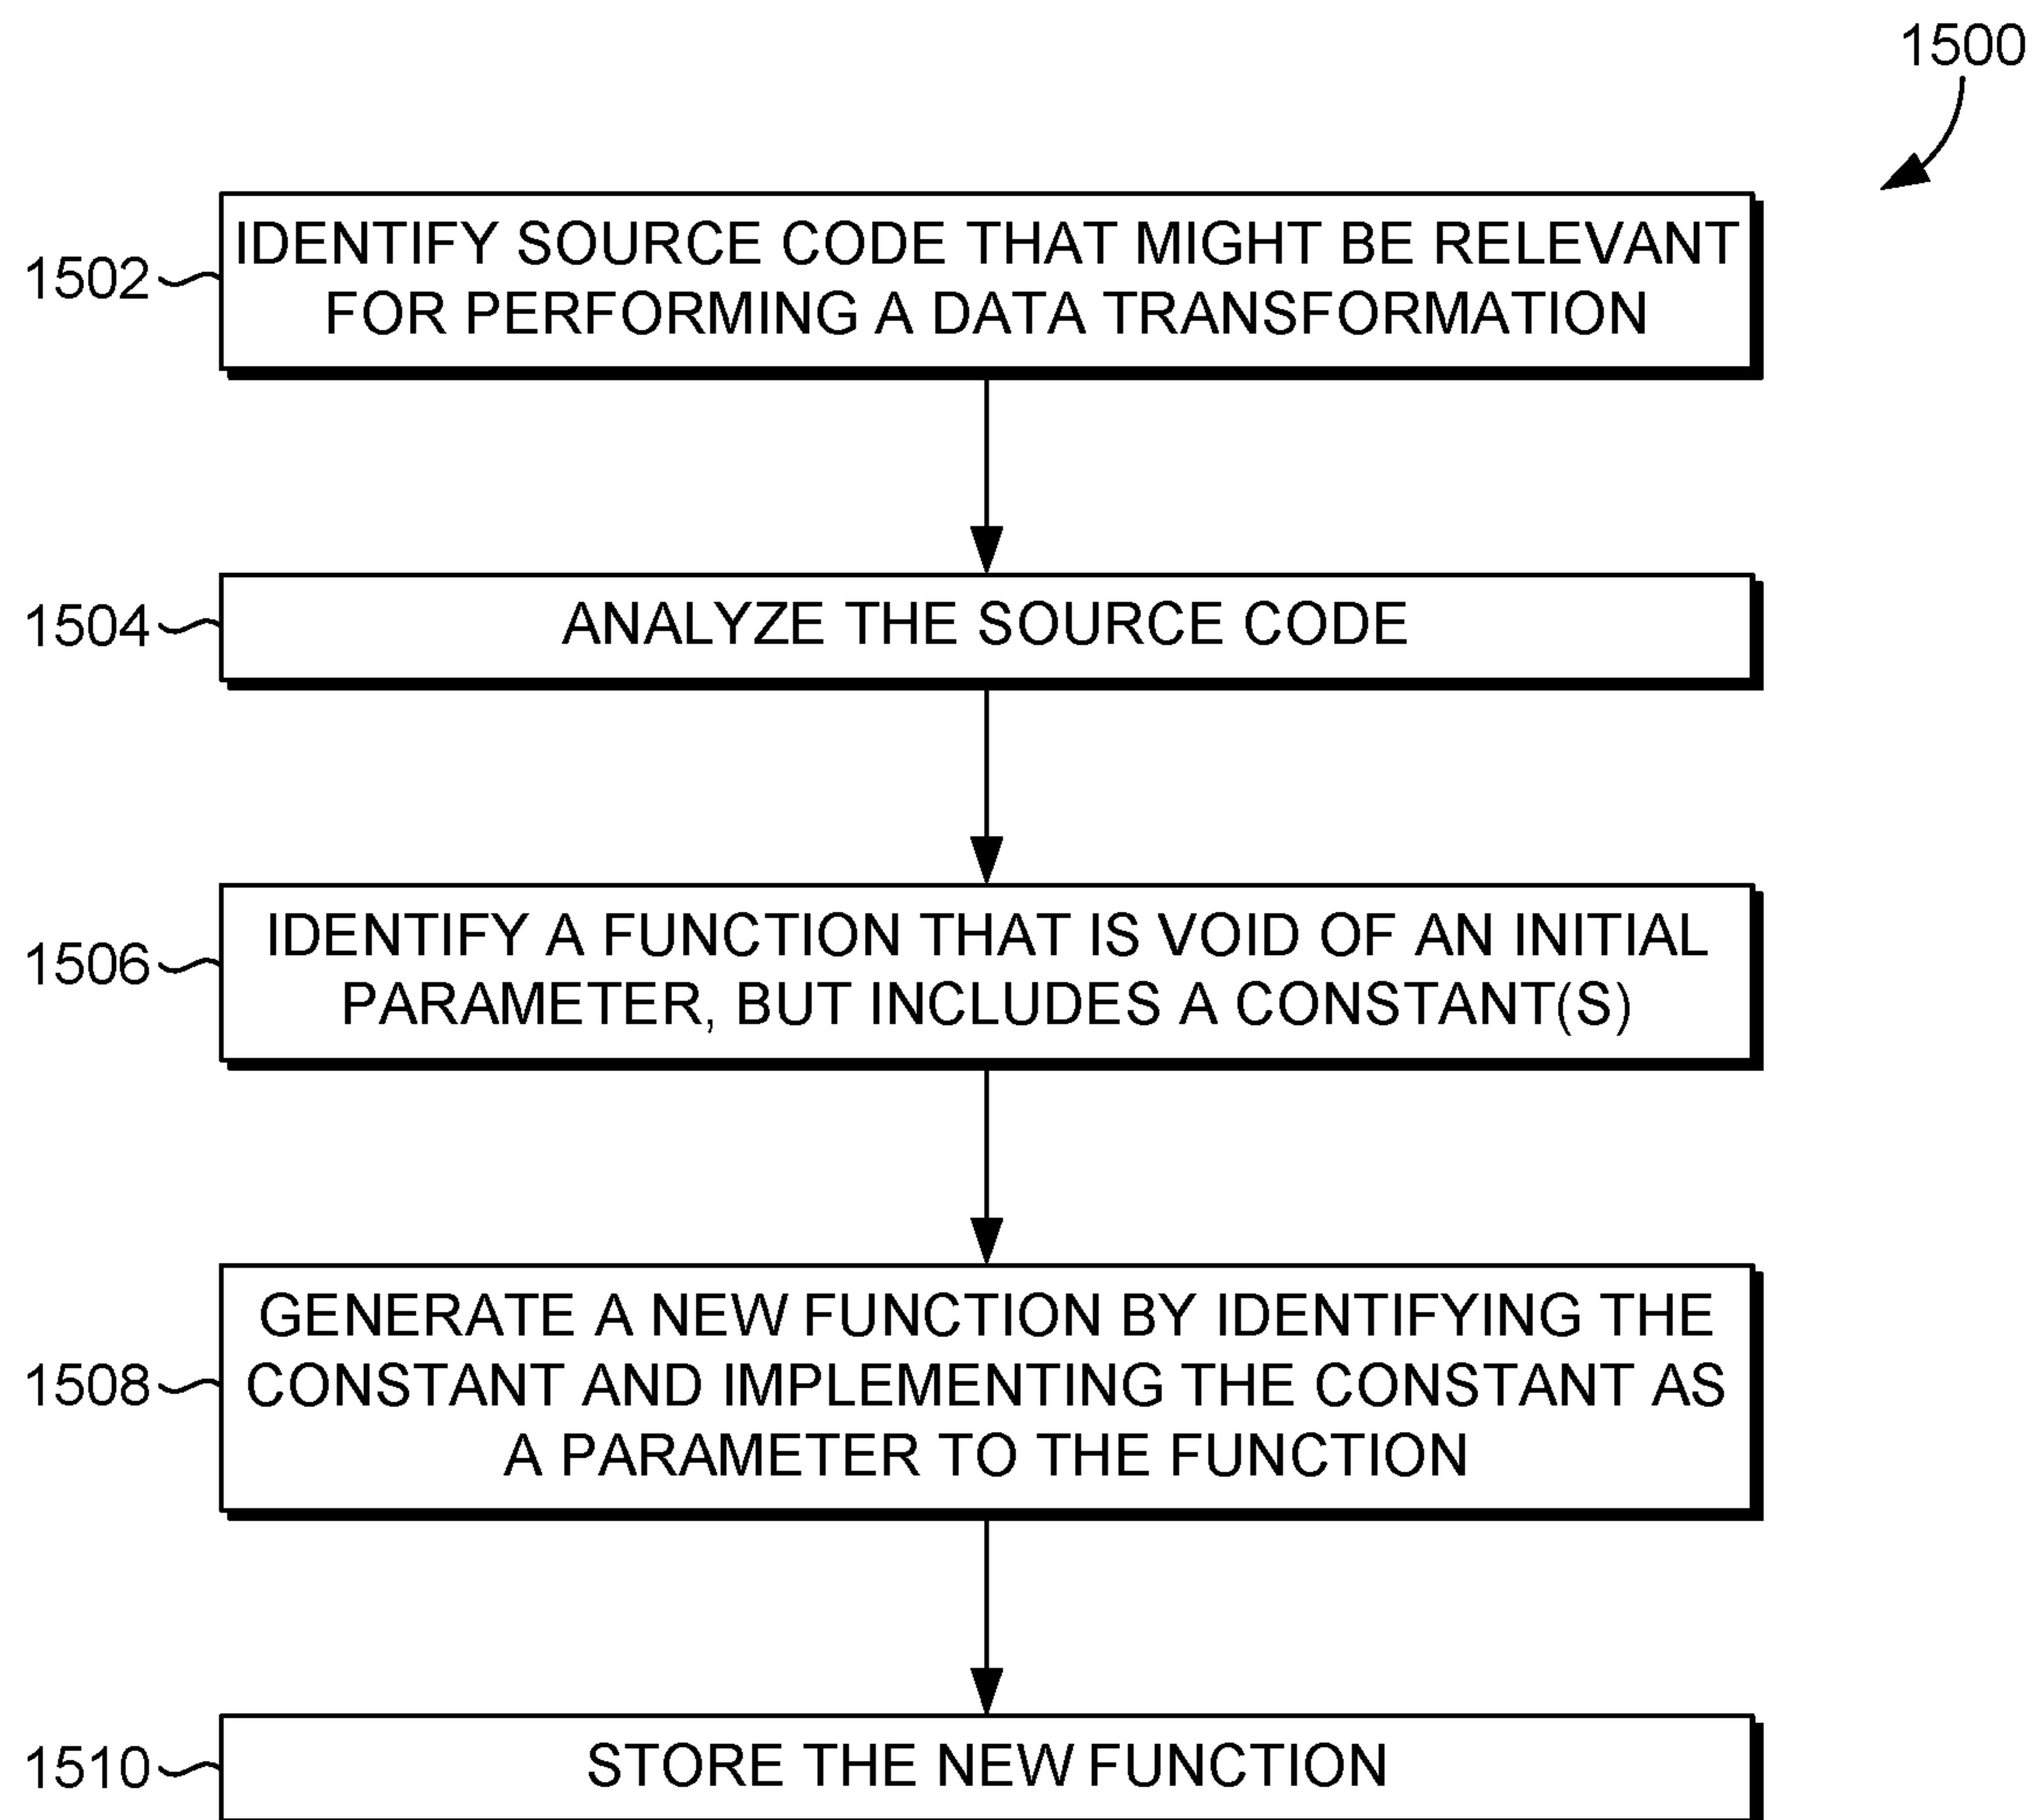 1500
1502
IDENTIFY SOURCE CODE THAT MIGHT BE RELEVANT
FOR PERFORMING A DATA TRANSFORMATION
1504
ANALYZE THE SOURCE CODE
1506
IDENTIFY A FUNCTION THAT IS VOID OF AN INITIAL
PARAMETER, BUT INCLUDES A CONSTANT(S)
1508
GENERATE A NEW FUNCTION BY IDENTIFYING THE
CONSTANT AND IMPLEMENTING THE CONSTANT AS
A PARAMETER TO THE FUNCTION
1510
STORE THE NEW FUNCTION